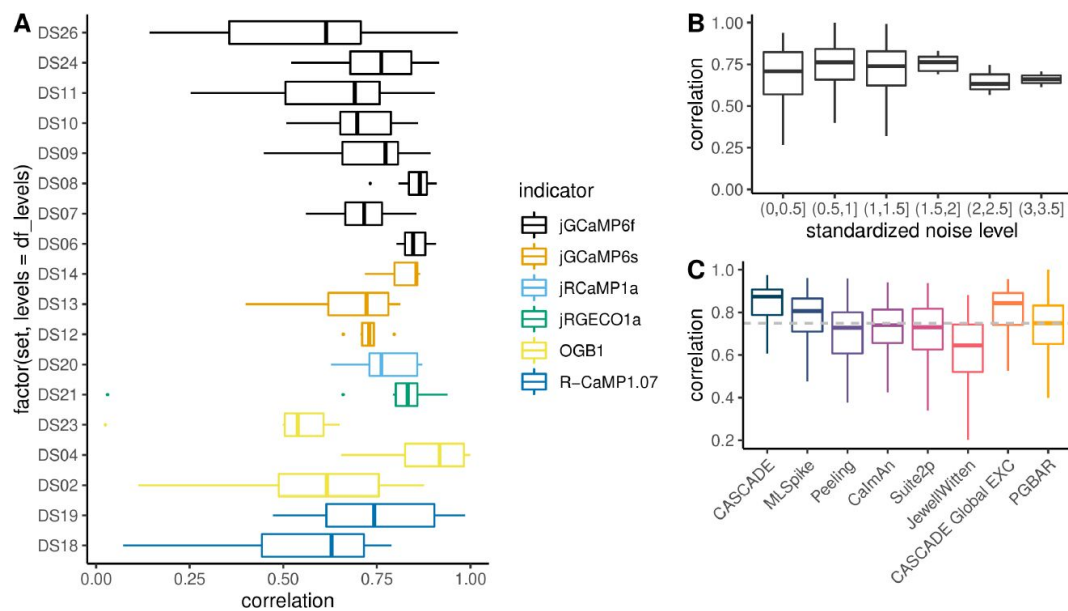 A
factor(set, levels = df_levels)
DS26
DS24
DS11
DS10
DS09
DS08
DS07
DS06
DS14
DS13
DS12
DS20
DS21
DS23
DS04
DS02
DS19
DS18
0.00 0.25 0.50 0.75 1.00
correlation
indicator
jGCaMP6f
jGCaMP6s
jRCaMP1a
jRGECO1a
OGB1
R−CaMP1.07
B
correlation
1.00
0.75
0.50
0.25
0.00
(0,0.5] (0.5,1] (1,1.5] (1.5,2] (2,2.5] (3,3.5]
standardized noise level
C
correlation
1.0
0.8
0.6
0.4
0.2
CASCADE
MLSpike
Peeling
CaImAn
Suite2p
JewellWitten
CASCADE Global EXC
PGBAR